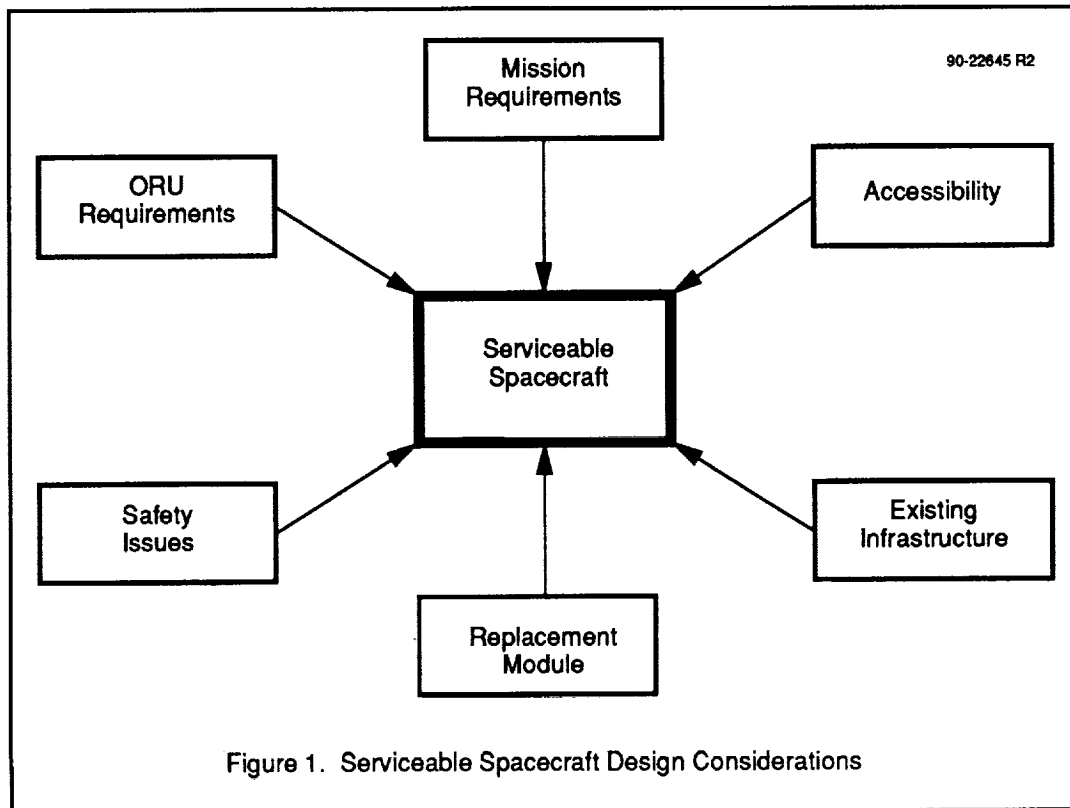 90-22645 R2
Mission
Requirements
ORU
Requirements
Accessibility
Serviceable
Spacecraft
Safety
Issues
Existing
Infrastructure
Replacement
Module
Figure 1. Serviceable Spacecraft Design Considerations